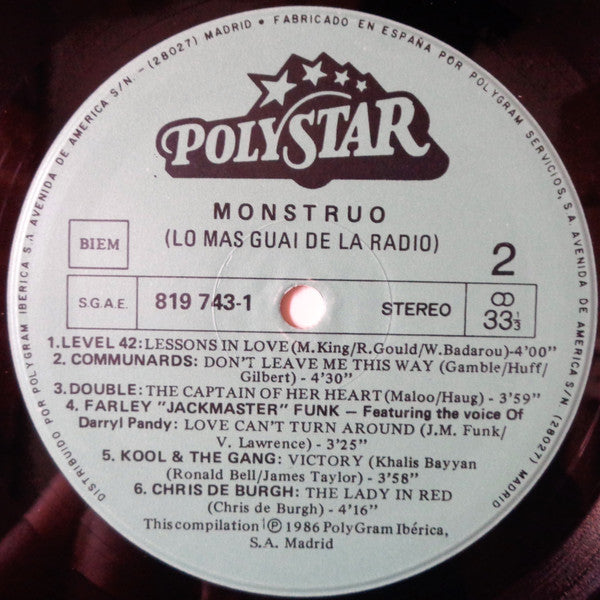 DISTRIBUIDO POR POLYGRAM IBERICA S.A. AVENIDA DE AMERICA S/N. - (28027) MADRID • FABRICADO EN ESPAÑA POR POLYGRAM SERVICIOS, S.A. AVENIDA DE AMERICA S/N (28027) MADRID
POLYSTAR
MONSTRUO
(LO MAS GUAI DE LA RADIO)
BIEM
2
S.G.A.E.
819 743-1
STEREO
33 1/3
1. LEVEL 42: LESSONS IN LOVE (M. King/R. Gould/W. Badarou)-4'00"
2. COMMUNARDS: DON'T LEAVE ME THIS WAY (Gamble/Huff/
Gilbert) - 4'30"
3. DOUBLE: THE CAPTAIN OF HER HEART (Maloo/Haug) - 3'59"
4. FARLEY "JACKMASTER" FUNK – Featuring the voice Of
Darryl Pandy: LOVE CAN'T TURN AROUND (J.M. Funk/
V. Lawrence) - 3'25"
5. KOOL & THE GANG: VICTORY (Khalis Bayyan
(Ronald Bell/James Taylor) - 3'58"
6. CHRIS DE BURGH: THE LADY IN RED
(Chris de Burgh) - 4'16"
This compilation ℗ 1986 PolyGram Ibérica,
S.A. Madrid